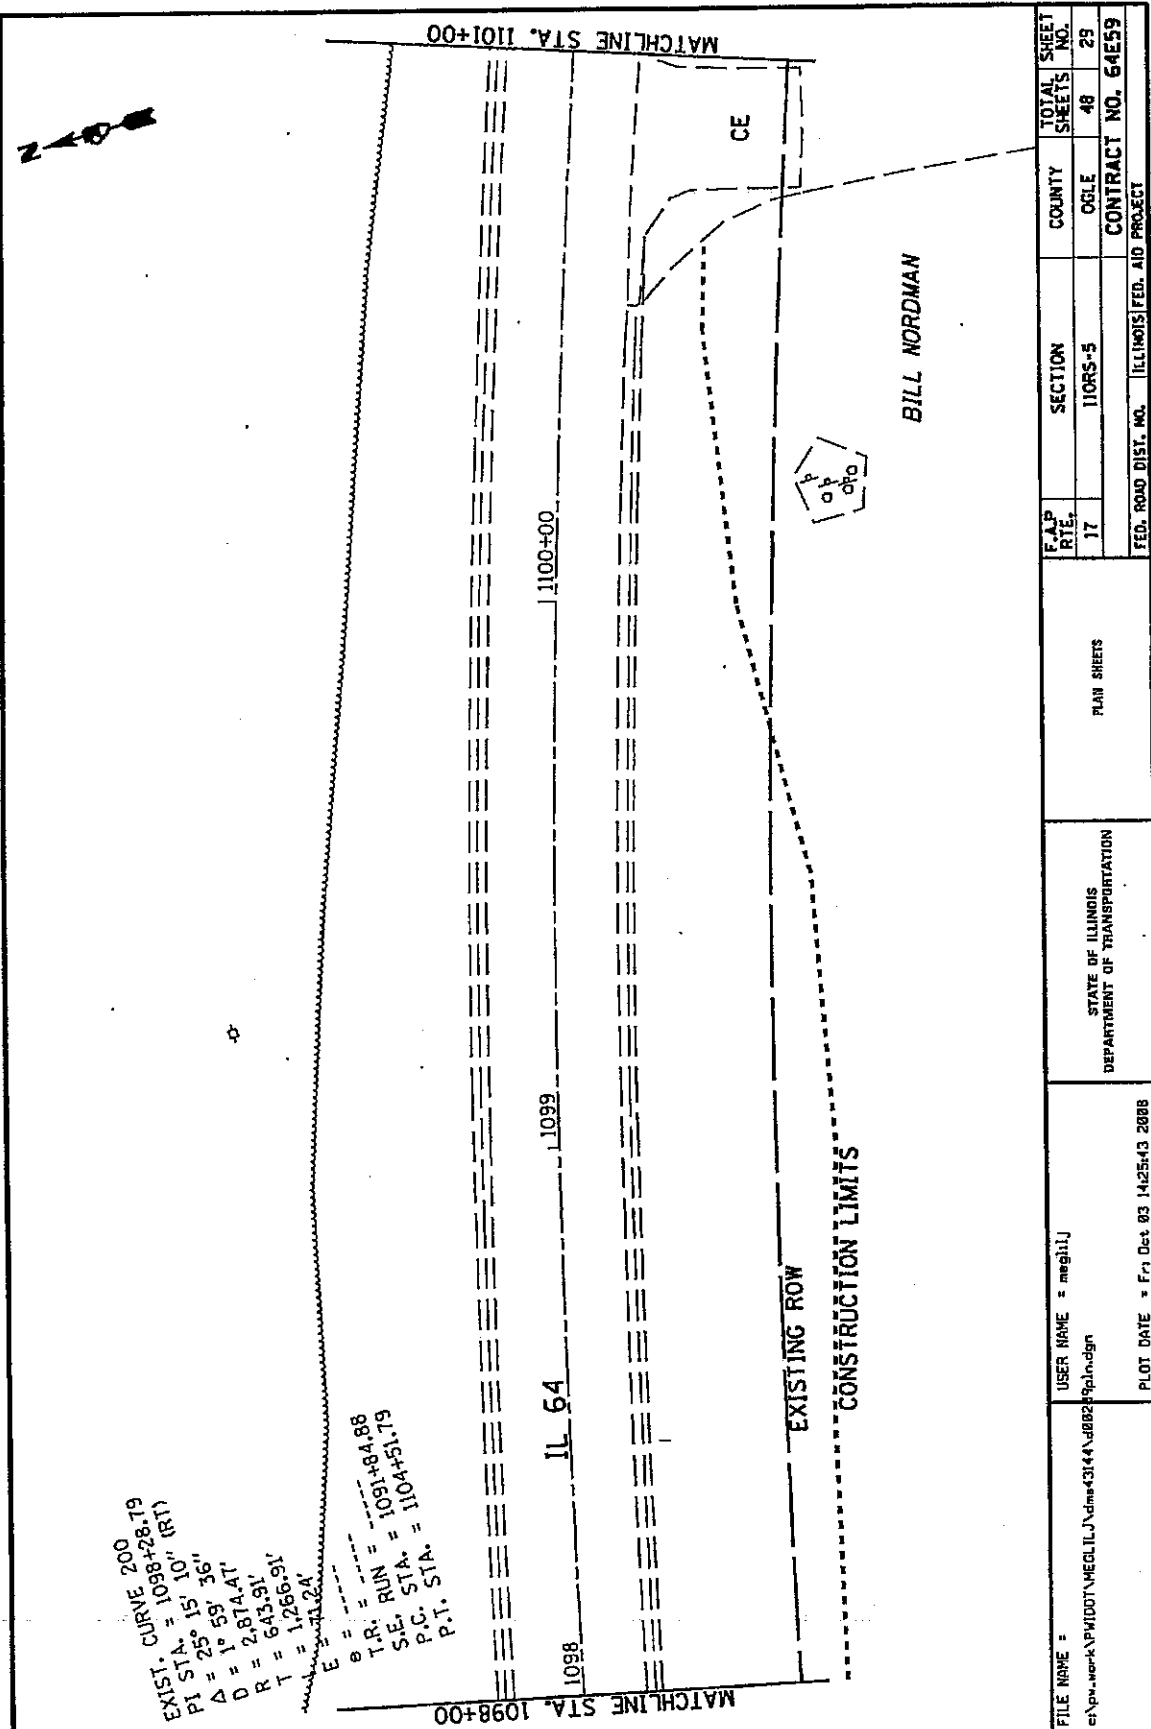 N
EXIST. CURVE 200
PI STA. = 1098+28.79
Δ = 25° 15' 10" (RT)
D = 1° 59' 36"
R = 2,874.47'
T = 643.91'
L = 1,266.91'
E = 71.24'
e = ------
T.R. = ------
S.E. RUN = ------
P.C. STA. = 1091+84.88
P.T. STA. = 1104+51.79
MATCHLINE STA. 1098+00
MATCHLINE STA. 1101+00
1098
IL 64
1099
1100+00
CE
EXISTING ROW
CONSTRUCTION LIMITS
BILL NORDMAN
FILE NAME =
USER NAME = meglilj
PLOT DATE = Fri Oct 03 14:25:43 2008
STATE OF ILLINOIS
DEPARTMENT OF TRANSPORTATION
PLAN SHEETS
F.A.P RTE.
SECTION
COUNTY
TOTAL SHEETS
SHEET NO.
17
110RS-5
OGLE
48
29
CONTRACT NO. 64E59
FED. ROAD DIST. NO.
ILLINOIS
FED. AID PROJECT